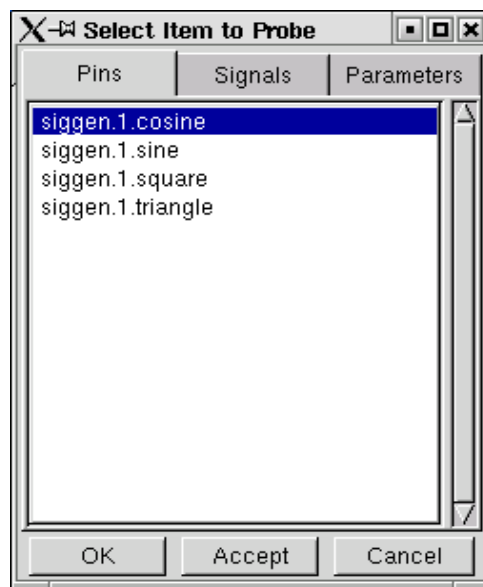 Select Item to Probe
Pins Signals Parameters
siggen.1.cosine
siggen.1.sine
siggen.1.square
siggen.1.triangle
OK Accept Cancel